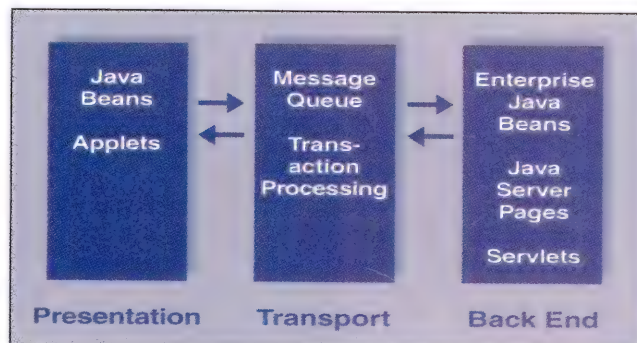 Java
Beans
Applets
Presentation
Message
Queue
Trans-
action
Processing
Transport
Enterprise
Java
Beans
Java
Server
Pages
Servlets
Back End